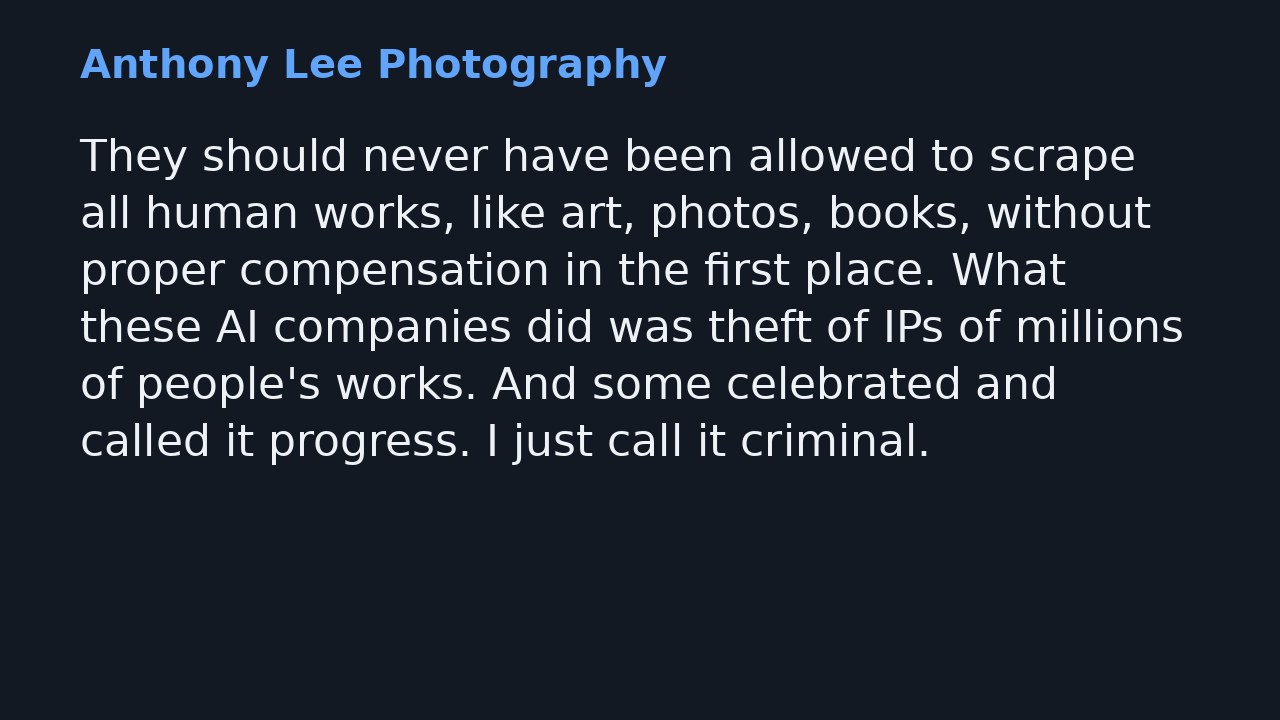 Anthony Lee Photography
They should never have been allowed to scrape
all human works, like art, photos, books, without
proper compensation in the first place. What
these AI companies did was theft of IPs of millions
of people's works. And some celebrated and
called it progress. I just call it criminal.